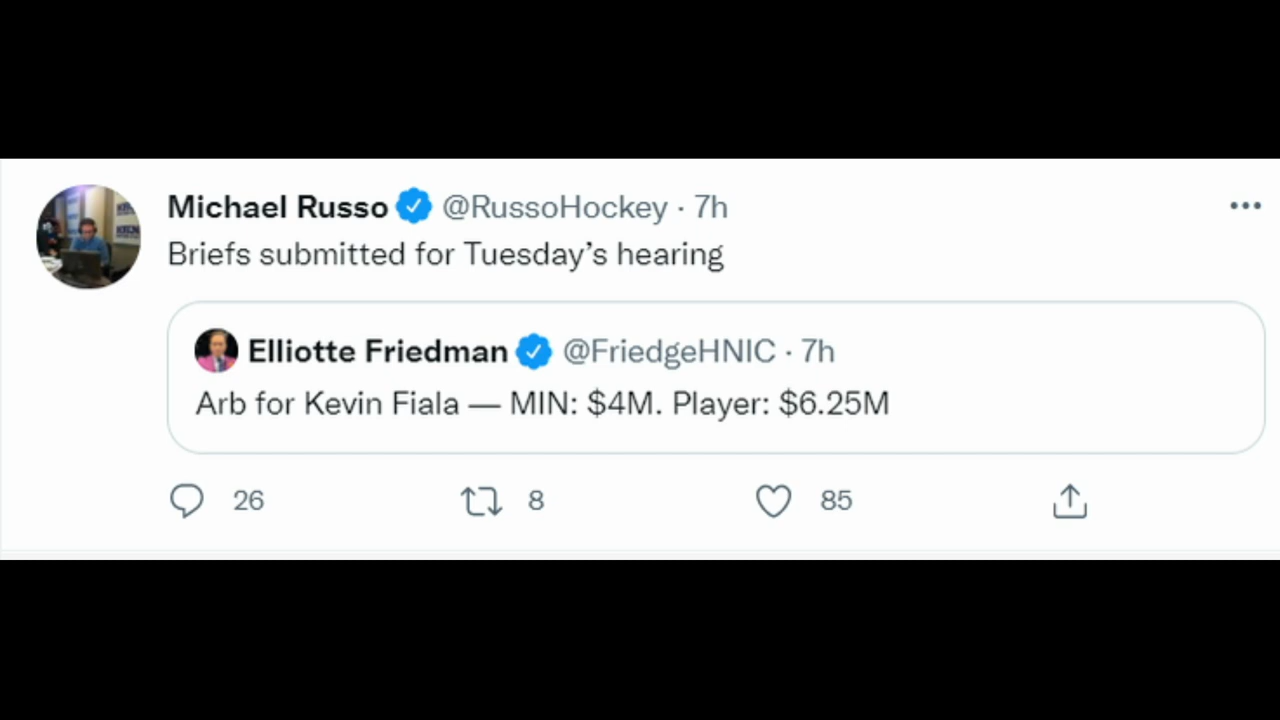 Michael Russo @RussoHockey · 7h
Briefs submitted for Tuesday’s hearing
Elliotte Friedman @FriedgeHNIC · 7h
Arb for Kevin Fiala — MIN: $4M. Player: $6.25M
26 8 85